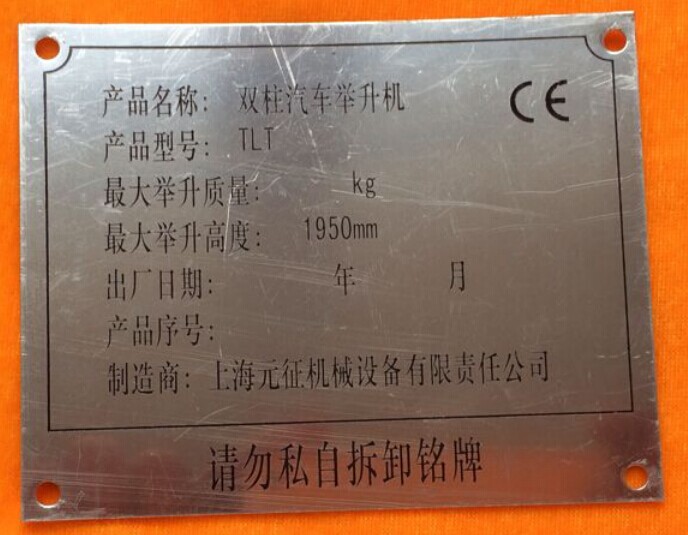 产品名称: 双柱汽车举升机 CE
产品型号: TLT
最大举升质量: kg
最大举升高度: 1950mm
出厂日期: 年 月
产品序号:
制造商: 上海元征机械设备有限责任公司
请勿私自拆卸铭牌